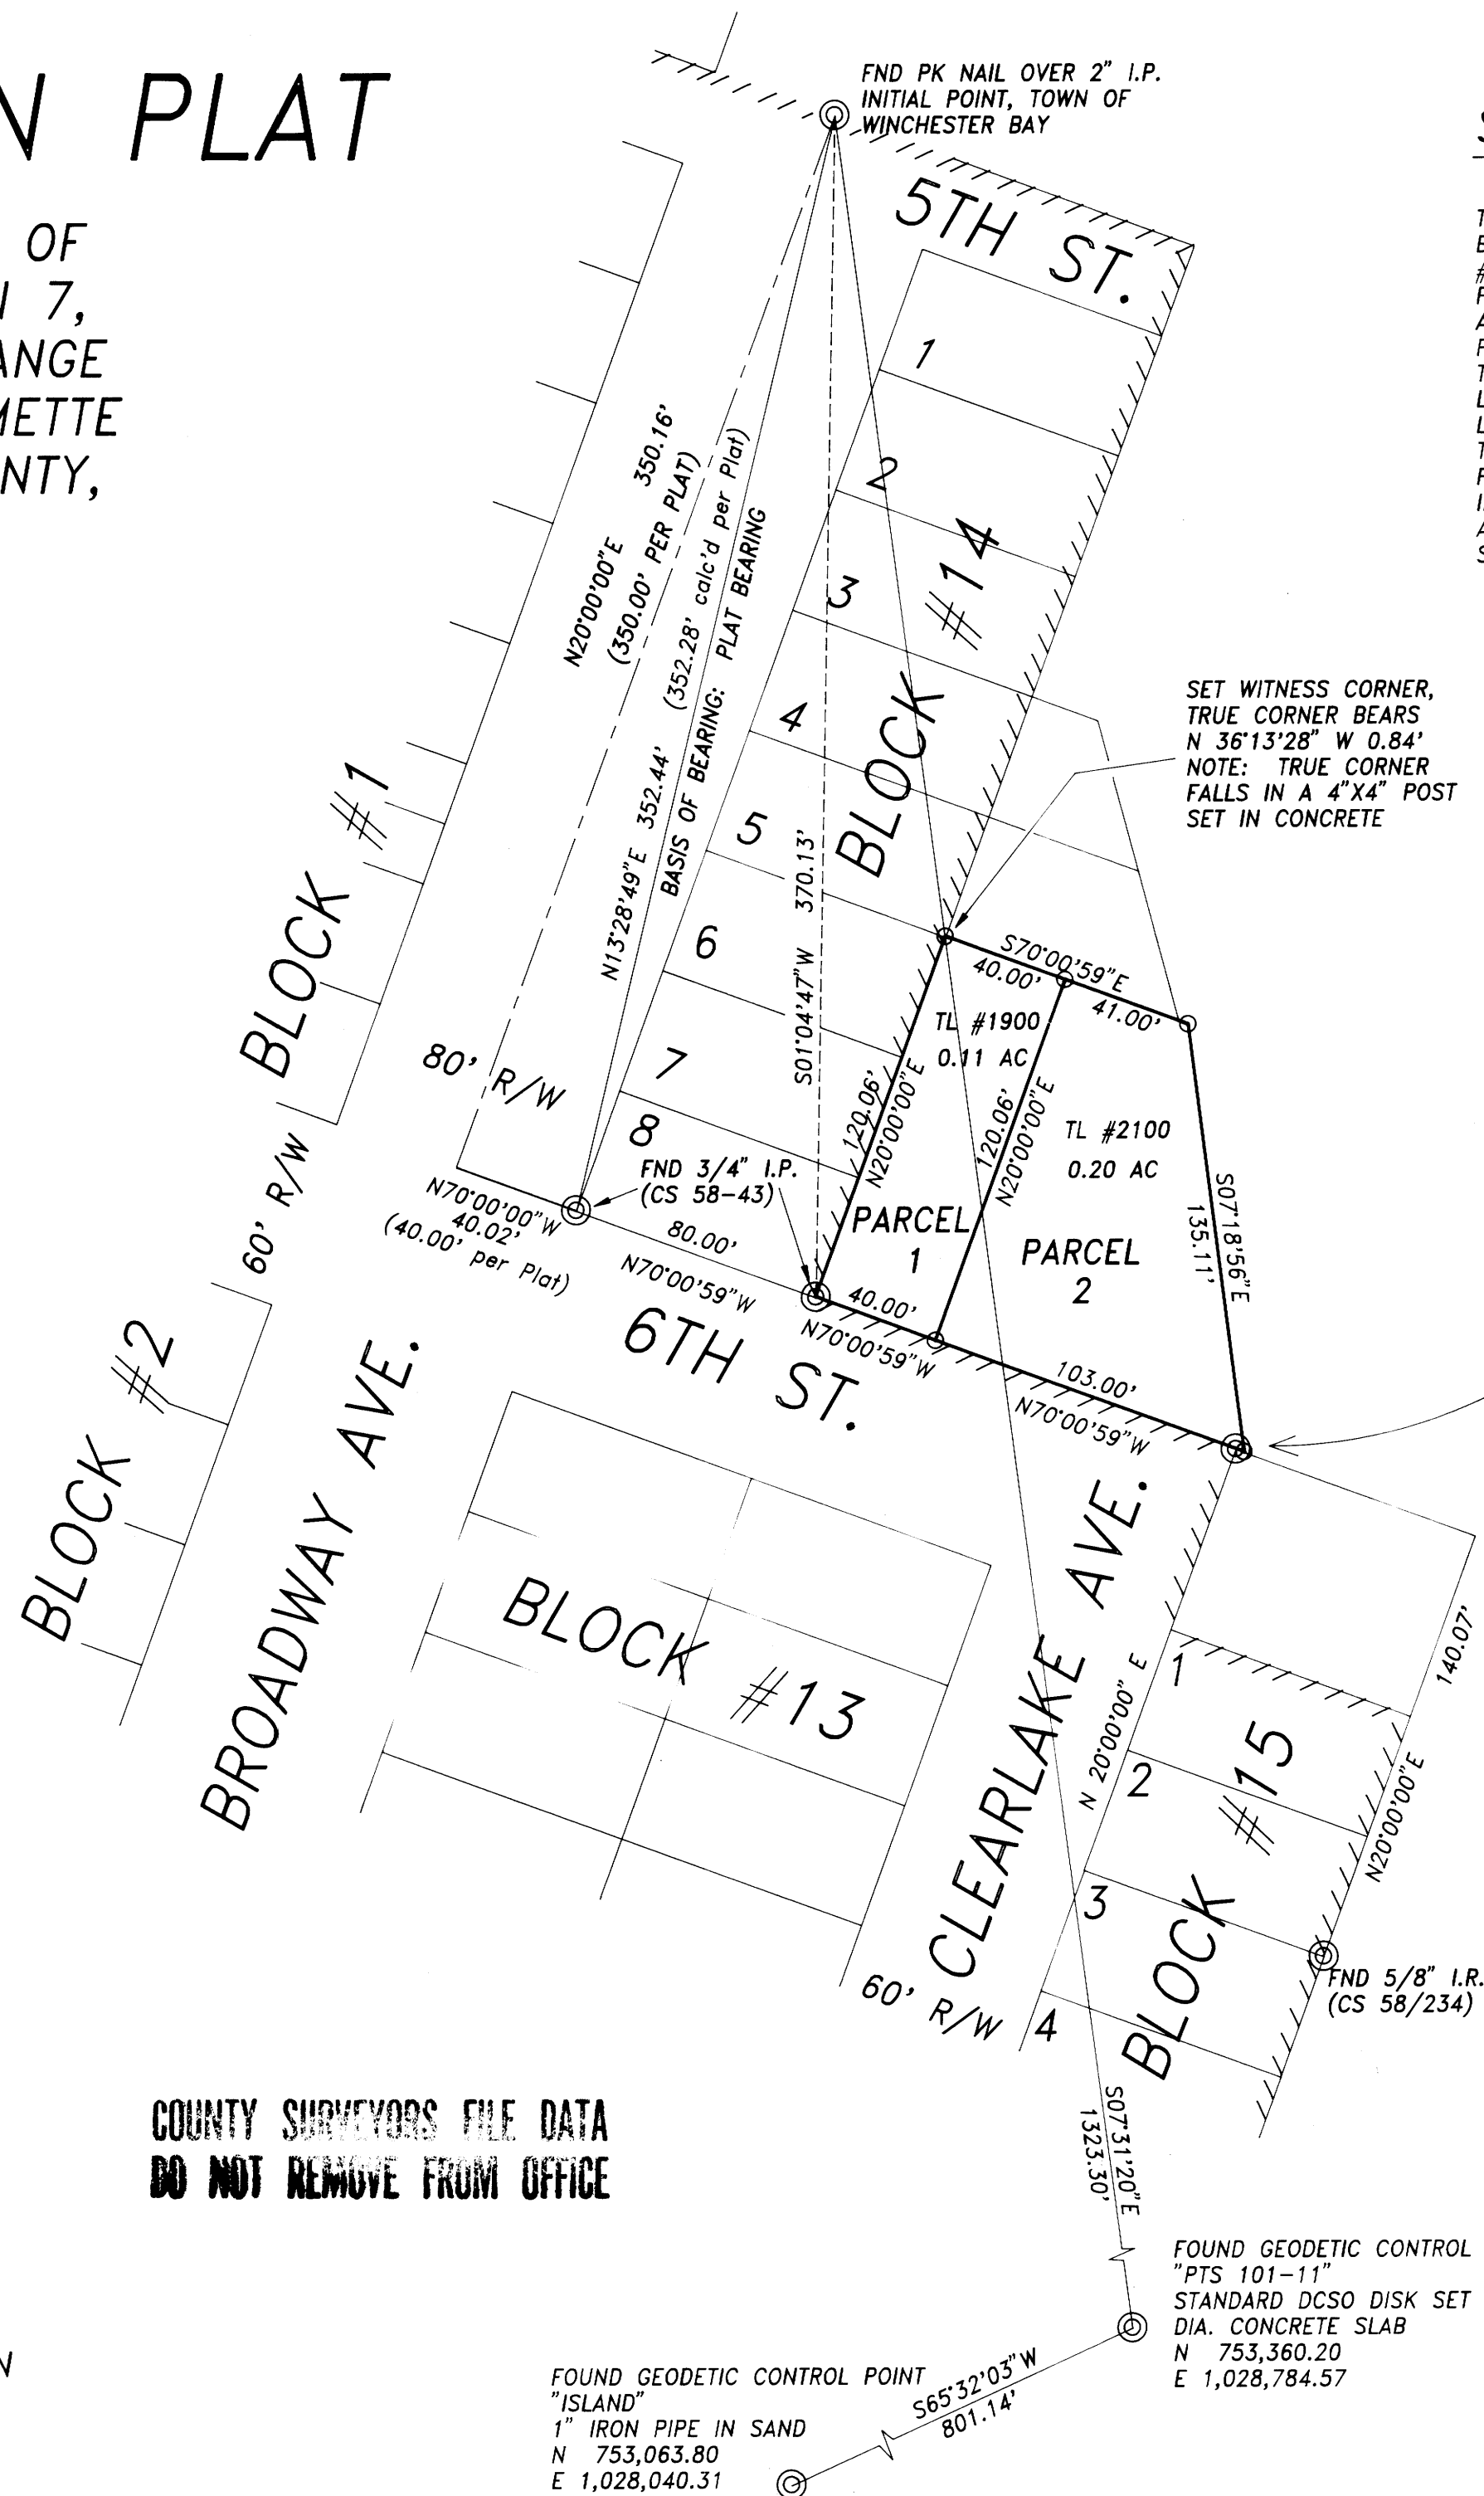 N PLAT
OF
7,
ANGE
METTE
NTY,
FND PK NAIL OVER 2" I.P.
INITIAL POINT, TOWN OF
WINCHESTER BAY
5TH ST.
1
2
3
4
5
6
7
8
BLOCK #14
N20°00'00"E 350.16'
(350.00' PER PLAT)
N13°28'49"E 352.44' (352.28' calc'd per Plat)
BASIS OF BEARING: PLAT BEARING
S01°04'47"W 370.13'
SET WITNESS CORNER,
TRUE CORNER BEARS
N 36°13'28" W 0.84'
NOTE: TRUE CORNER
FALLS IN A 4"X4" POST
SET IN CONCRETE
BLOCK #1
80' R/W
60' R/W
S70°00'59"E
40.00'
41.00'
TL #1900
0.11 AC
120.06'
N20°00'00"E
120.06'
N20°00'00"E
TL #2100
0.20 AC
S07°18'56"E
135.11'
PARCEL
1
PARCEL
2
FND 3/4" I.P.
(CS 58-43)
N70°00'00"W
40.02'
(40.00' per Plat)
80.00'
N70°00'59"W
40.00'
N70°00'59"W
103.00'
N70°00'59"W
6TH ST.
BLOCK #2
BROADWAY AVE.
BLOCK #13
CLEARLAKE AVE.
60' R/W
N 20°00'00" E
1
2
3
4
BLOCK #15
140.07'
N20°00'00"E
FND 5/8" I.R.
(CS 58/234)
COUNTY SURVEYORS FILE DATA
DO NOT REMOVE FROM OFFICE
S07°31'20"E
1323.30'
FOUND GEODETIC CONTROL
"PTS 101-11"
STANDARD DCSO DISK SET
DIA. CONCRETE SLAB
N 753,360.20
E 1,028,784.57
S65°32'03"W
801.14'
FOUND GEODETIC CONTROL POINT
"ISLAND"
1" IRON PIPE IN SAND
N 753,063.80
E 1,028,040.31
N